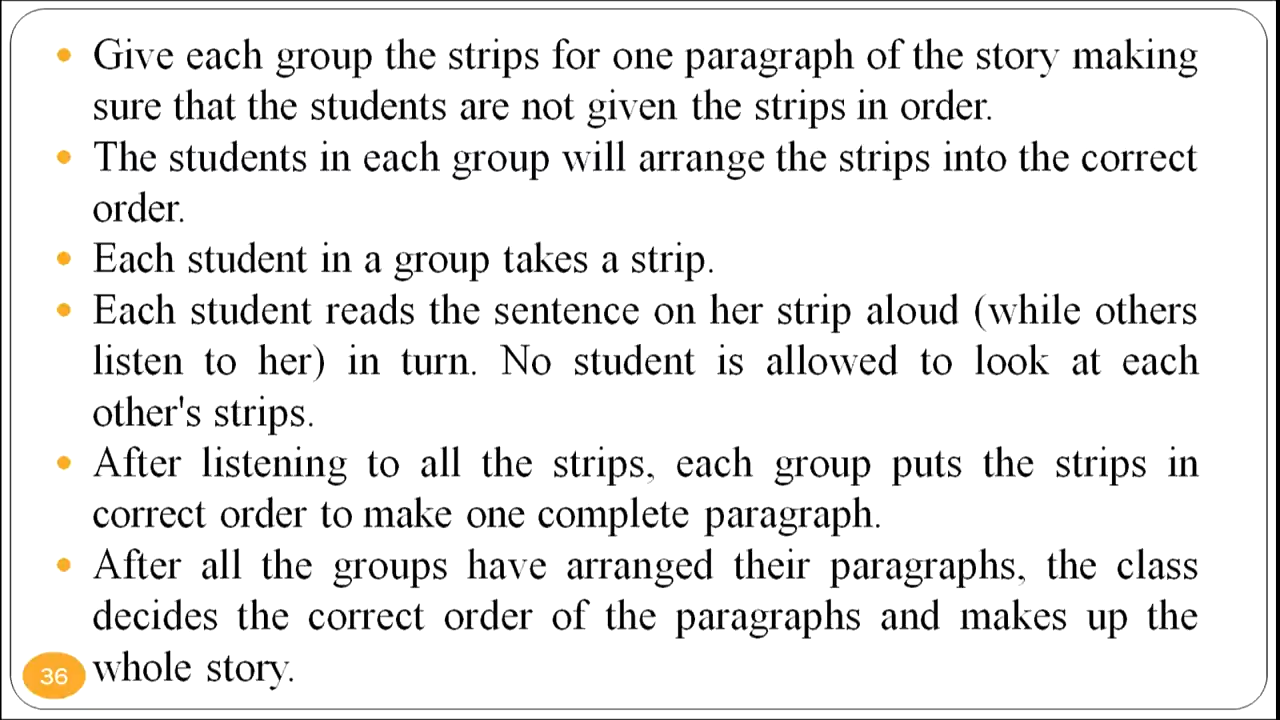 • Give each group the strips for one paragraph of the story making
sure that the students are not given the strips in order.
• The students in each group will arrange the strips into the correct
order.
• Each student in a group takes a strip.
• Each student reads the sentence on her strip aloud (while others
listen to her) in turn. No student is allowed to look at each
other's strips.
• After listening to all the strips, each group puts the strips in
correct order to make one complete paragraph.
• After all the groups have arranged their paragraphs, the class
decides the correct order of the paragraphs and makes up the
whole story.
36